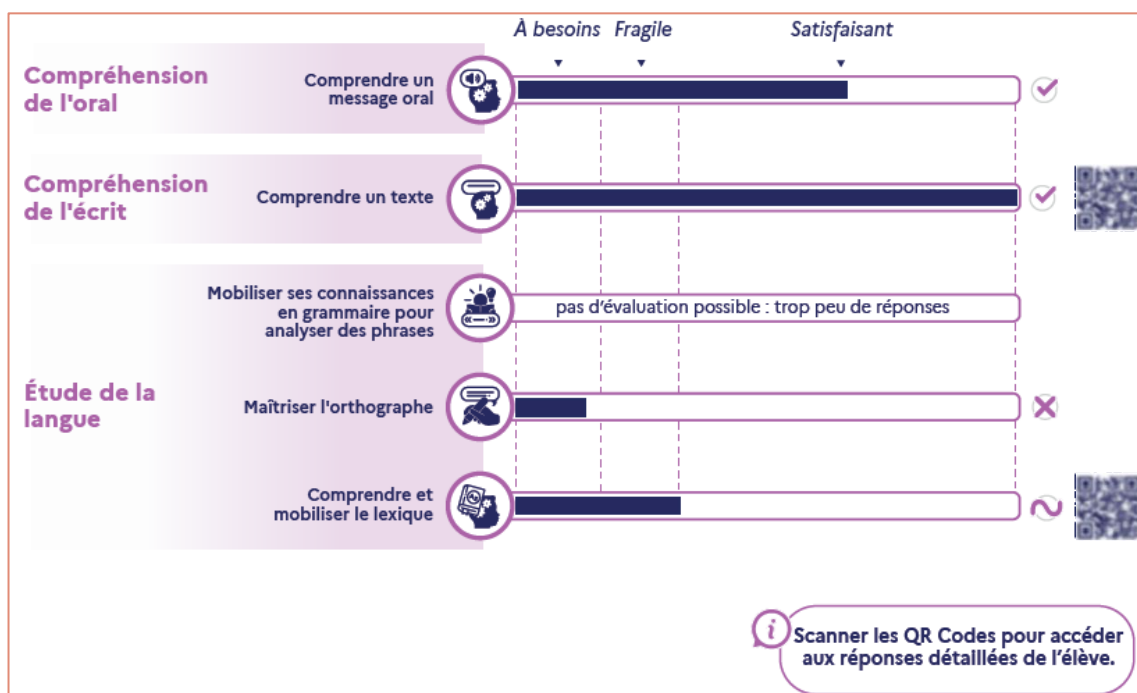 À besoins Fragile Satisfaisant
Compréhension
de l'oral
Comprendre un
message oral
Compréhension
de l'écrit
Comprendre un texte
Étude de la
langue
Mobiliser ses connaissances
en grammaire pour
analyser des phrases
pas d'évaluation possible : trop peu de réponses
Maîtriser l'orthographe
Comprendre et
mobiliser le lexique
i
Scanner les QR Codes pour accéder
aux réponses détaillées de l'élève.